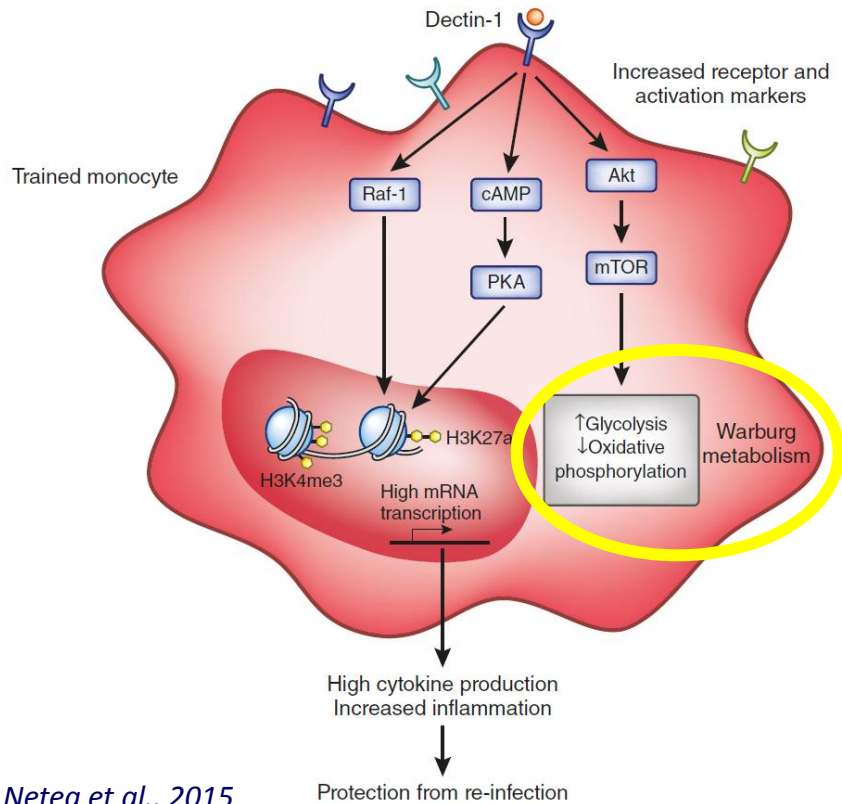 Dectin-1
Increased receptor and
activation markers
Trained monocyte
Raf-1
cAMP
Akt
PKA
mTOR
↑Glycolysis
↓Oxidative
phosphorylation
Warburg
metabolism
H3K27a
H3K4me3
High mRNA
transcription
High cytokine production
Increased inflammation
Netea et al., 2015
Protection from re-infection